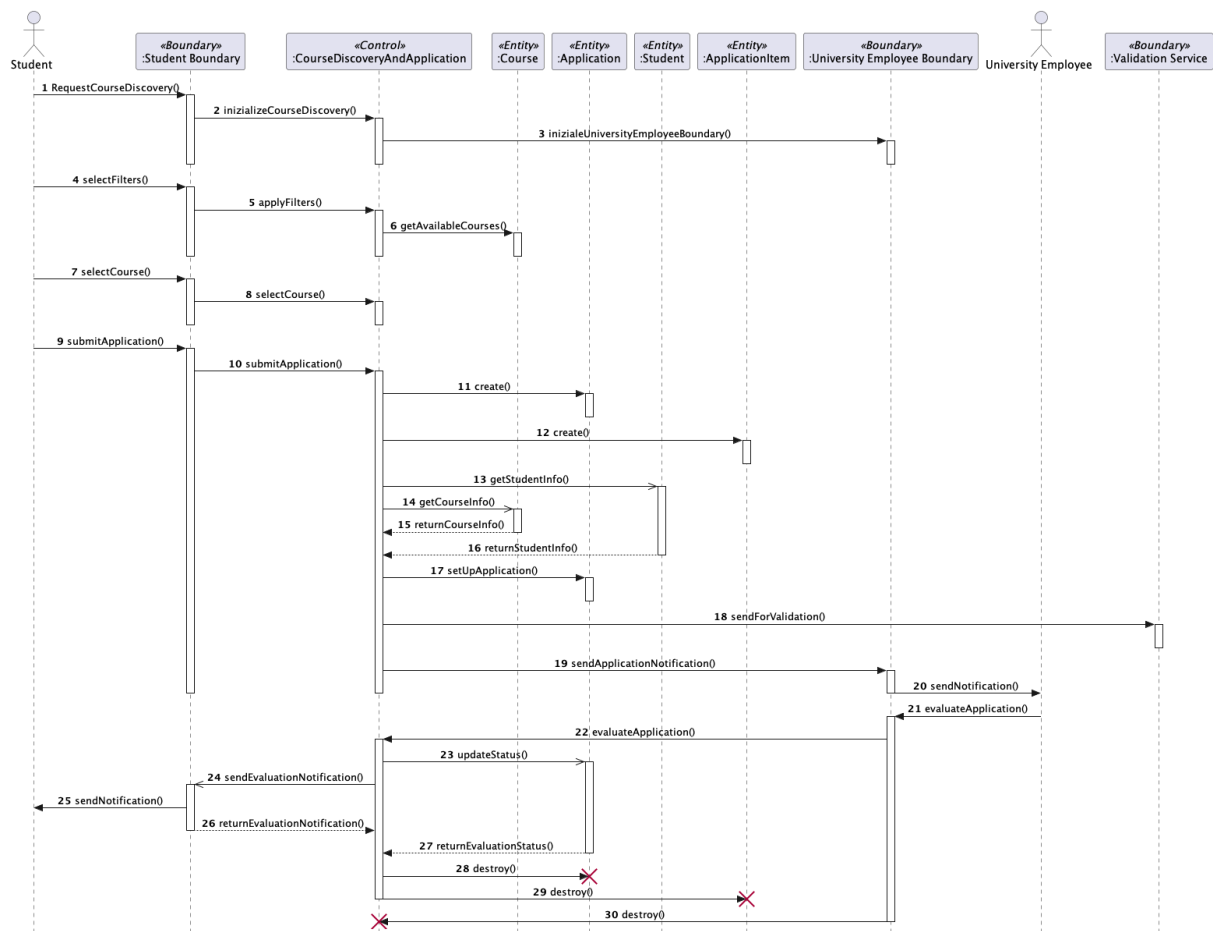 «Boundary»
:Student Boundary
«Control»
:CourseDiscoveryAndApplication
«Entity»
:Course
«Entity»
:Application
«Entity»
:Student
«Entity»
:ApplicationItem
«Boundary»
:University Employee Boundary
«Boundary»
:Validation Service
Student
University Employee
1 RequestCourseDiscovery()
2 inizializeCourseDiscovery()
3 inizialeUniversityEmployeeBoundary()
4 selectFilters()
5 applyFilters()
6 getAvailableCourses()
7 selectCourse()
8 selectCourse()
9 submitApplication()
10 submitApplication()
11 create()
12 create()
13 getStudentInfo()
14 getCourseInfo()
15 returnCourseInfo()
16 returnStudentInfo()
17 setUpApplication()
18 sendForValidation()
19 sendApplicationNotification()
20 sendNotification()
21 evaluateApplication()
22 evaluateApplication()
23 updateStatus()
24 sendEvaluationNotification()
25 sendNotification()
26 returnEvaluationNotification()
27 returnEvaluationStatus()
28 destroy()
29 destroy()
30 destroy()